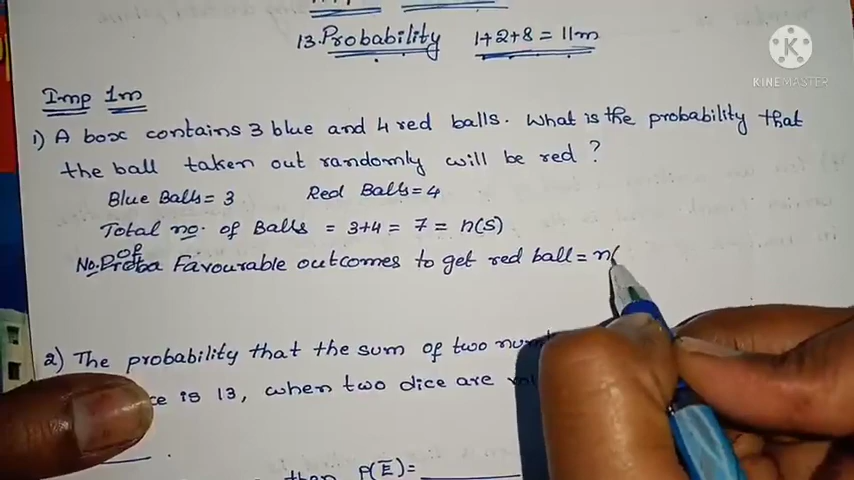 13. Probability 1+2+8 = 11m
K
KINEMASTER
Imp 1m
1) A box contains 3 blue and 4 red balls. What is the probability that
the ball taken out randomly will be red ?
Blue Balls = 3 Red Balls = 4
Total no. of Balls = 3+4 = 7 = n(S)
No. of Favourable outcomes to get red ball = n(
2) The probability that the sum of two
is 13, when two dice are
then P(E̅) =